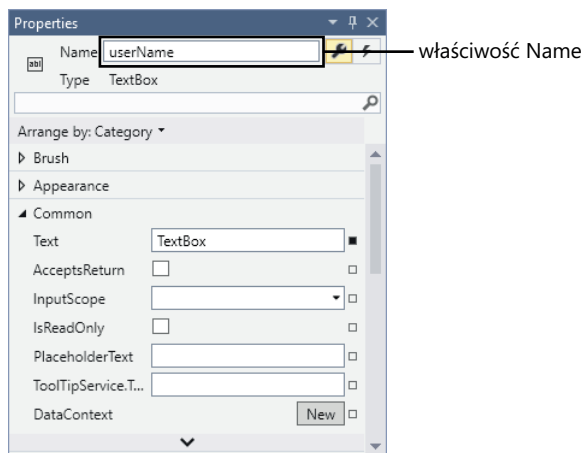 Properties
Name userName
właściwość Name
abl
Type TextBox
Arrange by: Category
Brush
Appearance
Common
Text TextBox
AcceptsReturn
InputScope
IsReadOnly
PlaceholderText
ToolTipService.T...
DataContext New